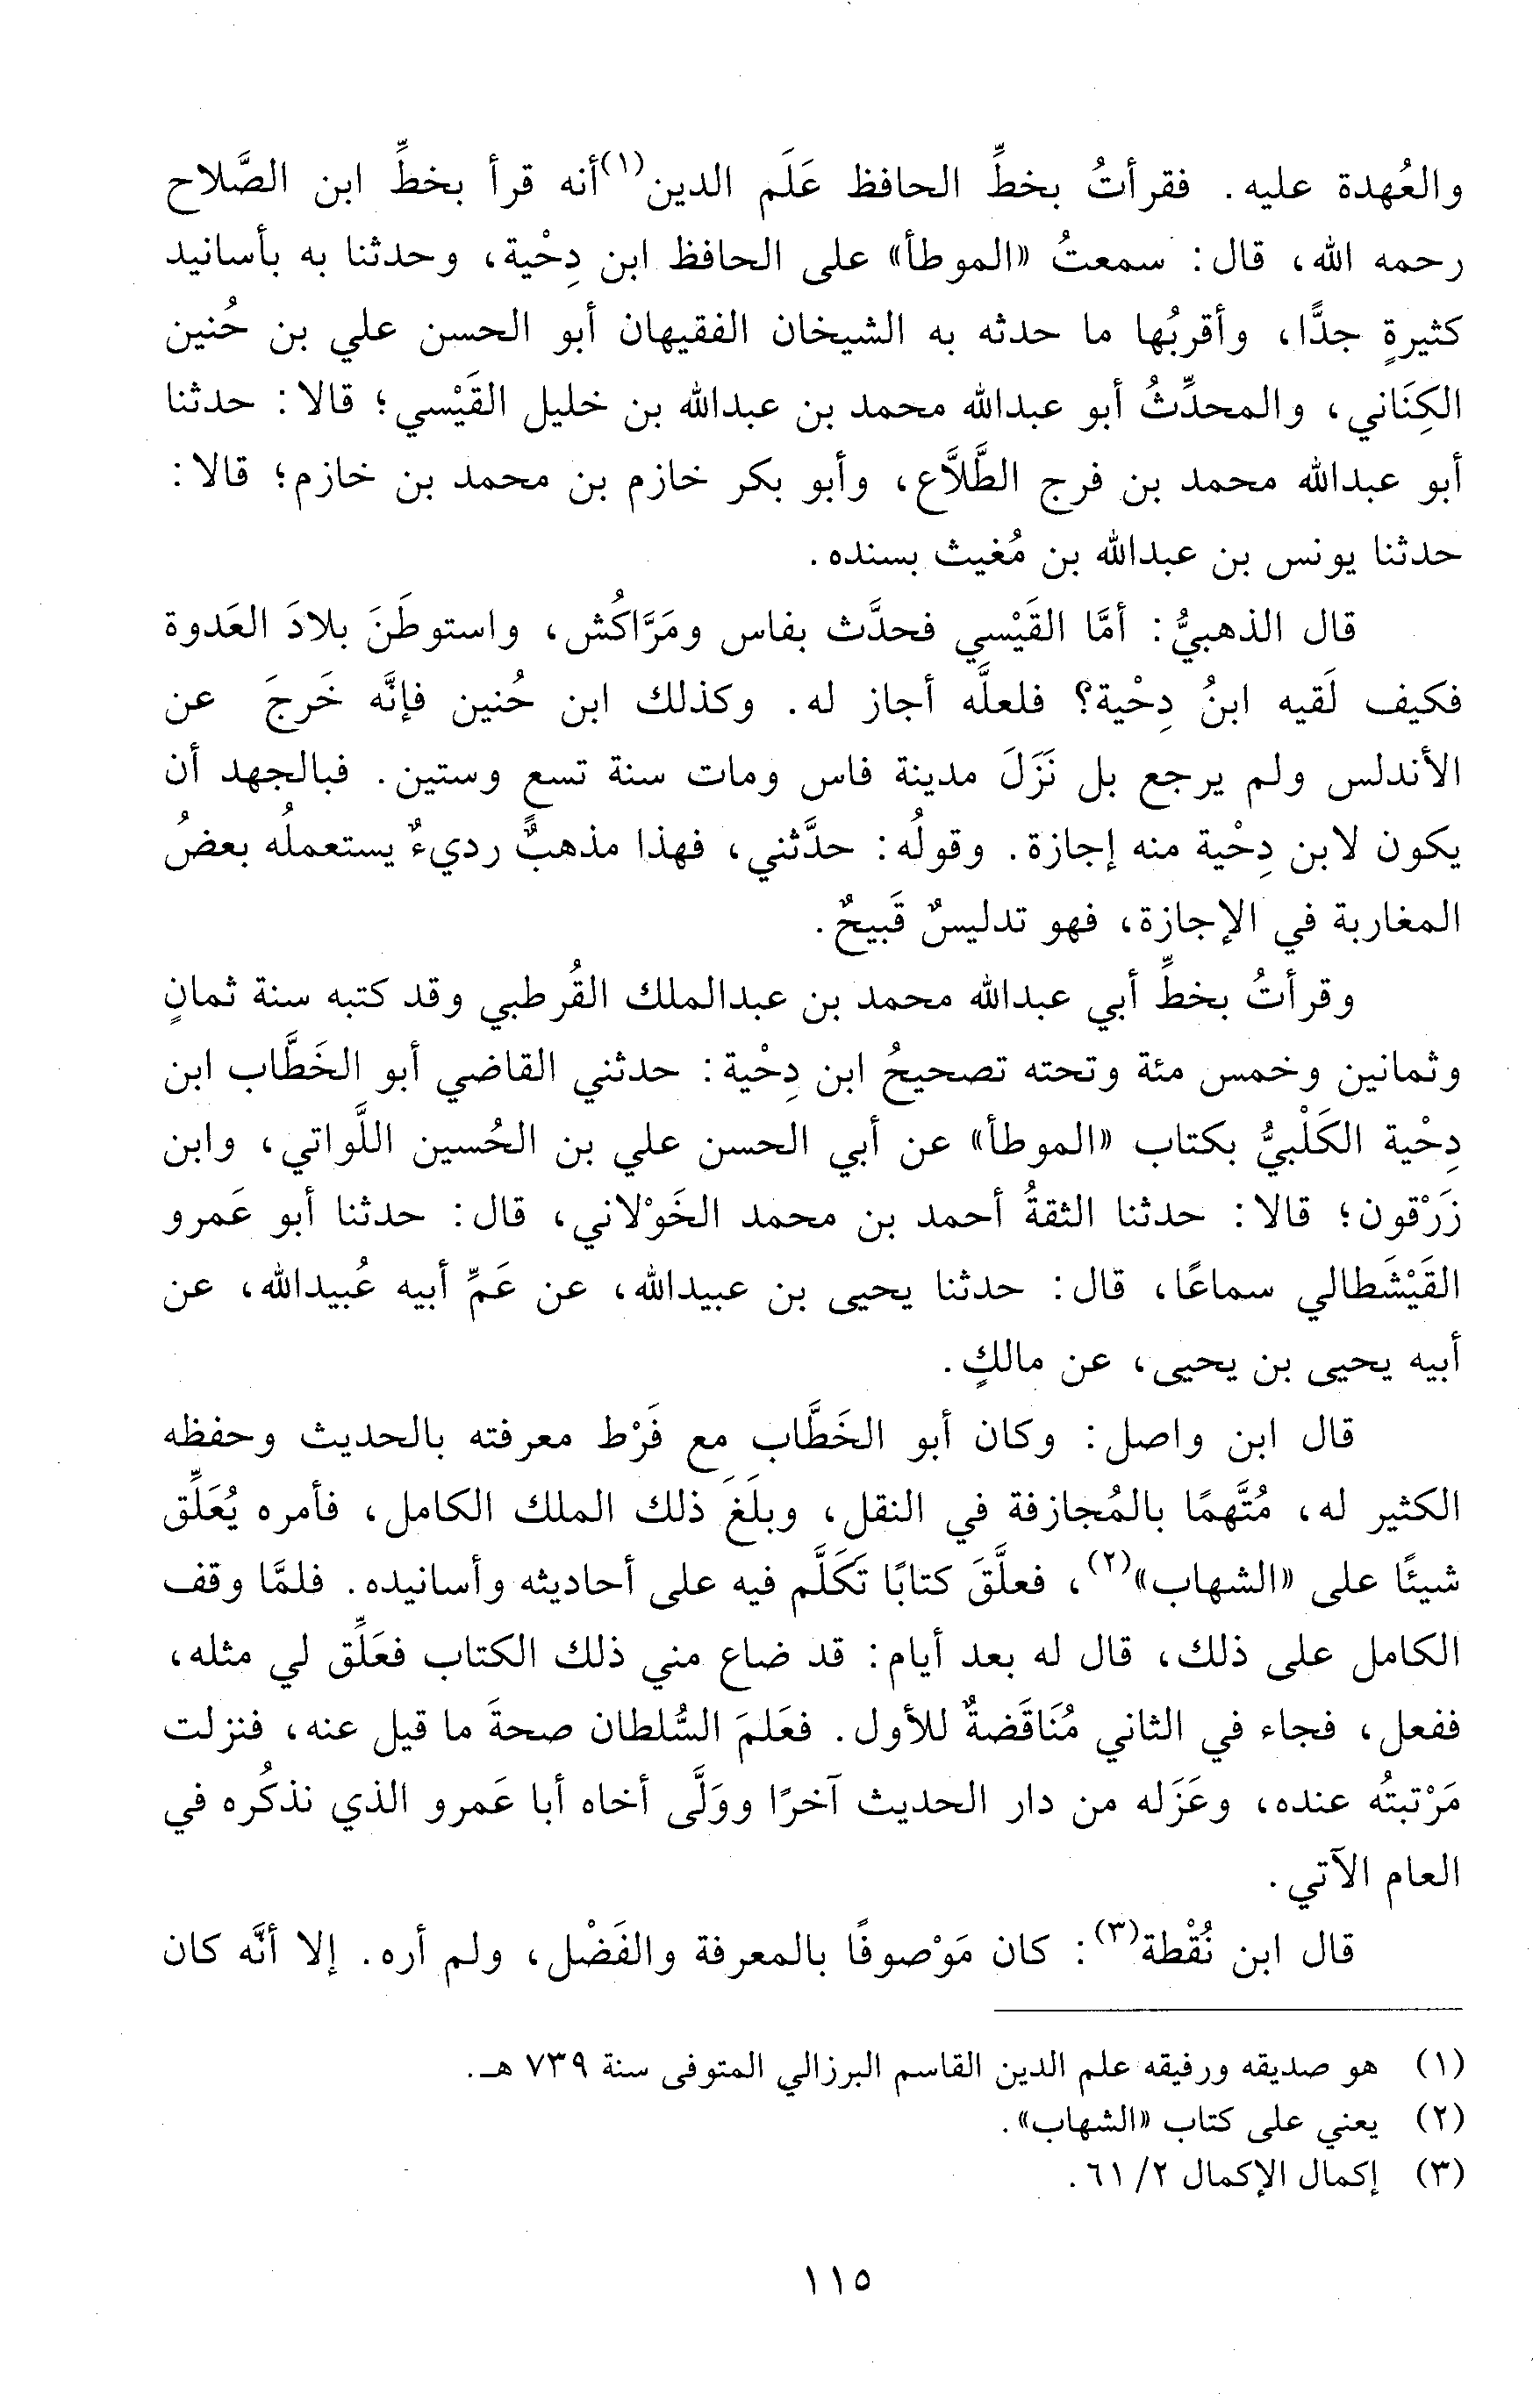 والعُهدة عليه. فقرأتُ بخطِّ الحافظ عَلَم الدين(١) أنه قرأ بخطِّ ابن الصَّلاح
رحمه الله، قال: سمعتُ «الموطأ» على الحافظ ابن دِحْية، وحدثنا به بأسانيد
كثيرةٍ جدًّا، وأقربُها ما حدثه به الشيخان الفقيهان أبو الحسن علي بن حُنين
الكِنَاني، والمحدِّثُ أبو عبدالله محمد بن عبدالله بن خليل القَيْسي؛ قالا: حدثنا
أبو عبدالله محمد بن فرج الطَّلَّاع، وأبو بكر خازم بن محمد بن خازم؛ قالا:
حدثنا يونس بن عبدالله بن مُغيث بسنده.
قال الذهبيُّ: أمَّا القَيْسي فحدَّث بفاس ومَرَّاكُش، واستوطَنَ بلادَ العَدوة
فكيف لَقيه ابنُ دِحْية؟ فلعلَّه أجاز له. وكذلك ابن حُنين فإنَّه خَرجَ عن
الأندلس ولم يرجع بل نَزَلَ مدينة فاس ومات سنة تسعٍ وستين. فبالجهد أن
يكون لابن دِحْية منه إجازة. وقولُه: حدَّثني، فهذا مذهبٌ رديءٌ يستعملُه بعضُ
المغاربة في الإجازة، فهو تدليسٌ قَبيحٌ.
وقرأتُ بخطِّ أبي عبدالله محمد بن عبدالملك القُرطبي وقد كتبه سنة ثمانٍ
وثمانين وخمس مئة وتحته تصحيحُ ابن دِحْية: حدثني القاضي أبو الخَطَّاب ابن
دِحْية الكَلْبيُّ بكتاب «الموطأ» عن أبي الحسن علي بن الحُسين اللَّواتي، وابن
زَرْقون؛ قالا: حدثنا الثقةُ أحمد بن محمد الخَوْلاني، قال: حدثنا أبو عَمرو
القَيْشَطالي سماعًا، قال: حدثنا يحيى بن عبيدالله، عن عَمِّ أبيه عُبيدالله، عن
أبيه يحيى بن يحيى، عن مالكٍ.
قال ابن واصل: وكان أبو الخَطَّاب مع فَرْط معرفته بالحديث وحفظه
الكثير له، مُتَّهمًا بالمُجازفة في النقل، وبلَغَ ذلك الملك الكامل، فأمره يُعَلِّق
شيئًا على «الشهاب»(٢)، فعلَّقَ كتابًا تَكَلَّم فيه على أحاديثه وأسانيده. فلمَّا وقف
الكامل على ذلك، قال له بعد أيام: قد ضاع مني ذلك الكتاب فعَلِّق لي مثله،
ففعل، فجاء في الثاني مُنَاقَضةٌ للأول. فعَلمَ السُّلطان صحةَ ما قيل عنه، فنزلت
مَرْتبتُه عنده، وعَزَله من دار الحديث آخرًا ووَلَّى أخاه أبا عَمرو الذي نذكُره في
العام الآتي.
قال ابن نُقْطة(٣): كان مَوْصوفًا بالمعرفة والفَضْل، ولم أره. إلا أنَّه كان
(١) هو صديقه ورفيقه علم الدين القاسم البرزالي المتوفى سنة ٧٣٩ هـ.
(٢) يعني على كتاب «الشهاب».
(٣) إكمال الإكمال ٢/ ٦١.
١١٥